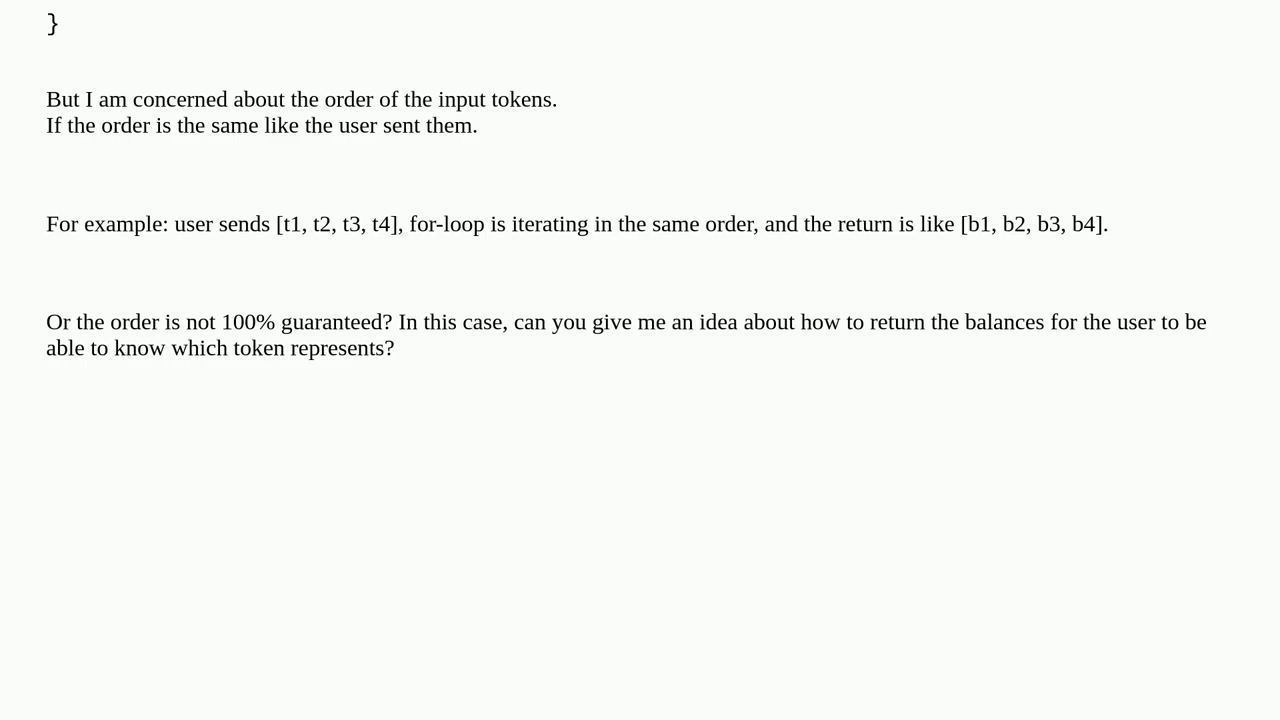 }
But I am concerned about the order of the input tokens.
If the order is the same like the user sent them.
For example: user sends [t1, t2, t3, t4], for-loop is iterating in the same order, and the return is like [b1, b2, b3, b4].
Or the order is not 100% guaranteed? In this case, can you give me an idea about how to return the balances for the user to be
able to know which token represents?